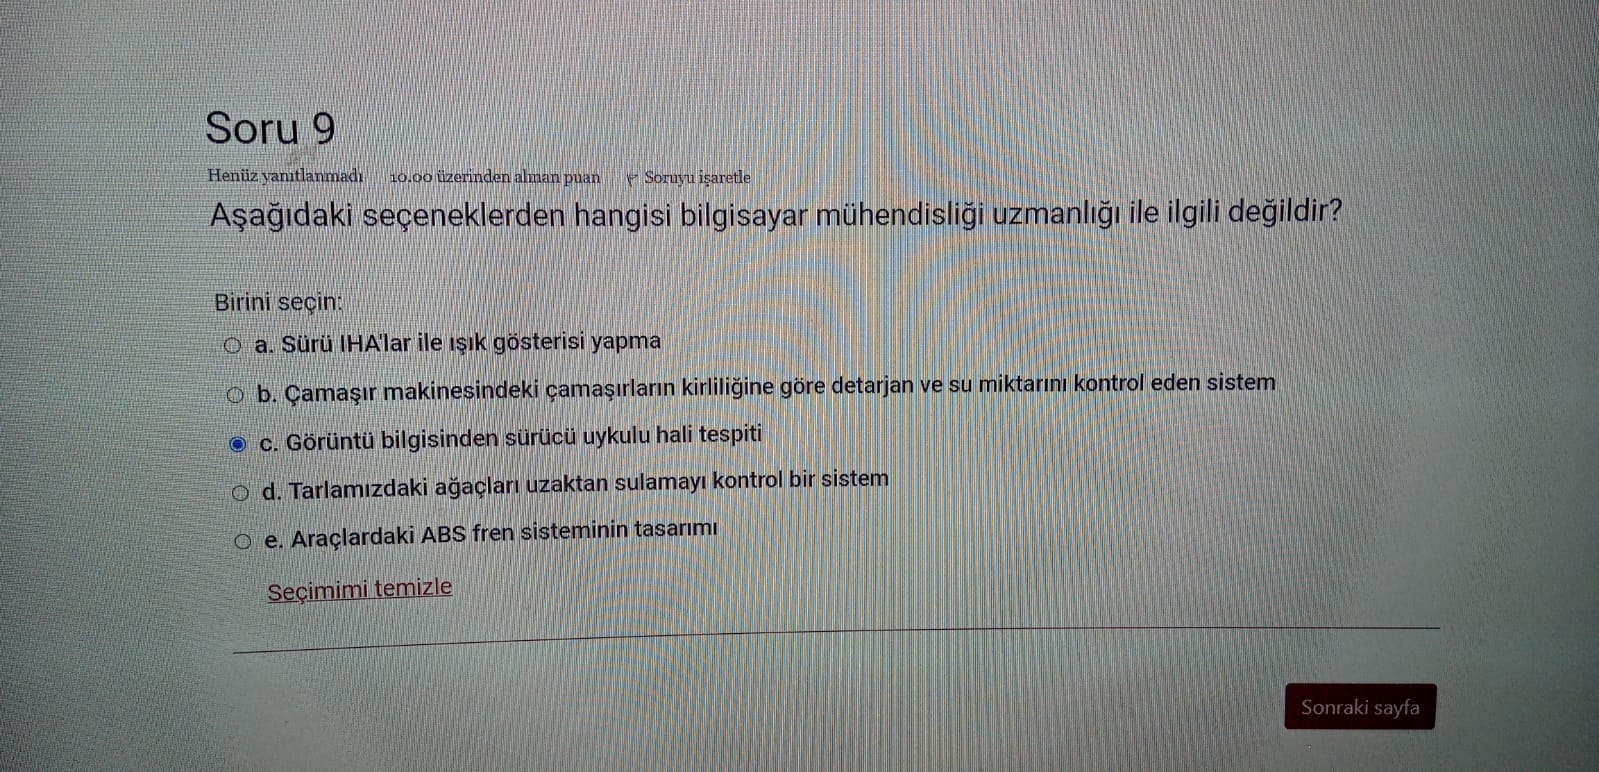 Soru 9
Henüz yanıtlanmadı 10.00 üzerinden alınan puan Soruyu işaretle
Aşağıdaki seçeneklerden hangisi bilgisayar mühendisliği uzmanlığı ile ilgili değildir?
Birini seçin:
a. Sürü IHA'lar ile ışık gösterisi yapma
b. Çamaşır makinesindeki çamaşırların kirliliğine göre detarjan ve su miktarını kontrol eden sistem
c. Görüntü bilgisinden sürücü uykulu hali tespiti
d. Tarlamızdaki ağaçları uzaktan sulamayı kontrol bir sistem
e. Araçlardaki ABS fren sisteminin tasarımı
Seçimimi temizle
Sonraki sayfa